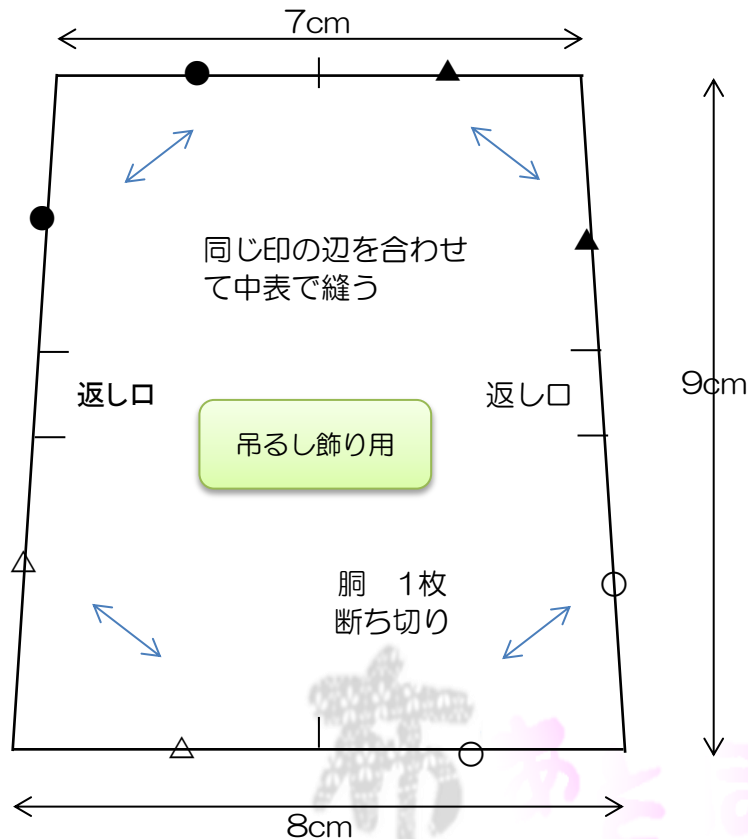 7cm
同じ印の辺を合わせ
て中表で縫う
返し口
返し口
9cm
吊るし飾り用
胴 1枚
断ち切り
布
8cm